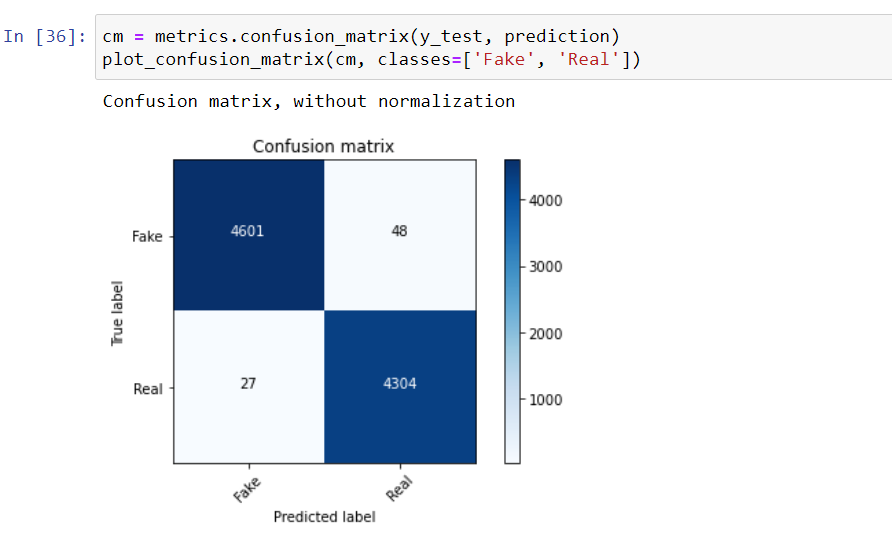 In [36]: cm = metrics.confusion_matrix(y_test, prediction)
plot_confusion_matrix(cm, classes=['Fake', 'Real'])
Confusion matrix, without normalization
Confusion matrix
4000
Fake
4601
48
3000
True label
2000
Real
27
4304
1000
Fake
Real
Predicted label